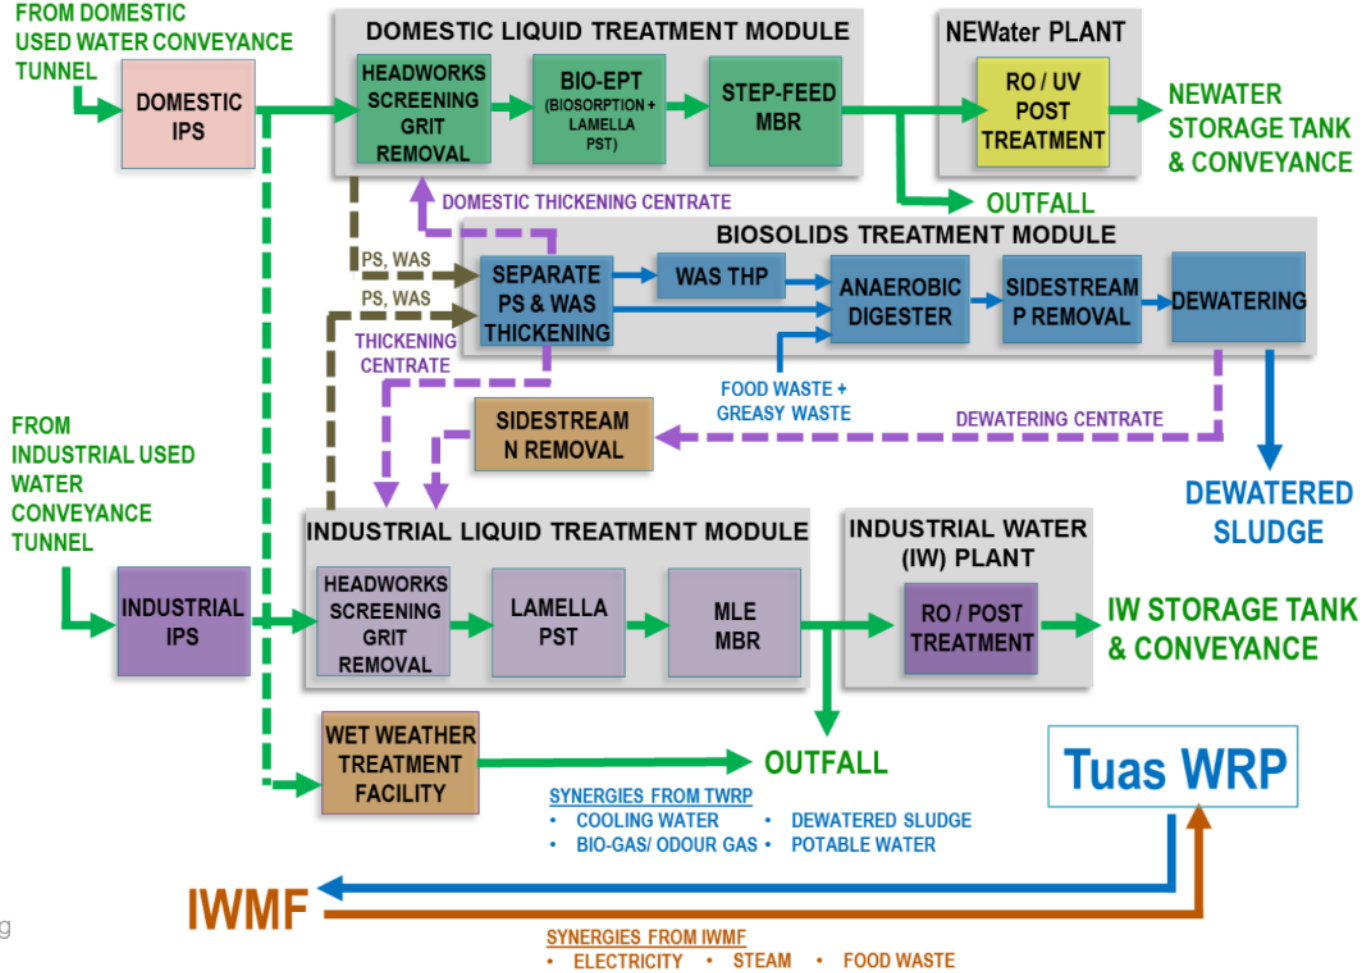 FROM DOMESTIC
USED WATER CONVEYANCE
TUNNEL
DOMESTIC
IPS
DOMESTIC LIQUID TREATMENT MODULE
HEADWORKS
SCREENING
GRIT
REMOVAL
BIO-EPT
(BIOSORPTION +
LAMELLA
PST)
STEP-FEED
MBR
NEWater PLANT
RO / UV
POST
TREATMENT
NEWATER
STORAGE TANK
& CONVEYANCE
OUTFALL
DOMESTIC THICKENING CENTRATE
BIOSOLIDS TREATMENT MODULE
PS, WAS
PS, WAS
SEPARATE
PS & WAS
THICKENING
WAS THP
ANAEROBIC
DIGESTER
SIDESTREAM
P REMOVAL
DEWATERING
THICKENING
CENTRATE
FOOD WASTE +
GREASY WASTE
DEWATERING CENTRATE
SIDESTREAM
N REMOVAL
DEWATERED
SLUDGE
FROM
INDUSTRIAL USED
WATER
CONVEYANCE
TUNNEL
INDUSTRIAL
IPS
INDUSTRIAL LIQUID TREATMENT MODULE
HEADWORKS
SCREENING
GRIT
REMOVAL
LAMELLA
PST
MLE
MBR
INDUSTRIAL WATER
(IW) PLANT
RO / POST
TREATMENT
IW STORAGE TANK
& CONVEYANCE
WET WEATHER
TREATMENT
FACILITY
OUTFALL
Tuas WRP
SYNERGIES FROM TWRP
• COOLING WATER • DEWATERED SLUDGE
• BIO-GAS/ ODOUR GAS • POTABLE WATER
IWMF
g
SYNERGIES FROM IWMF
• ELECTRICITY • STEAM • FOOD WASTE